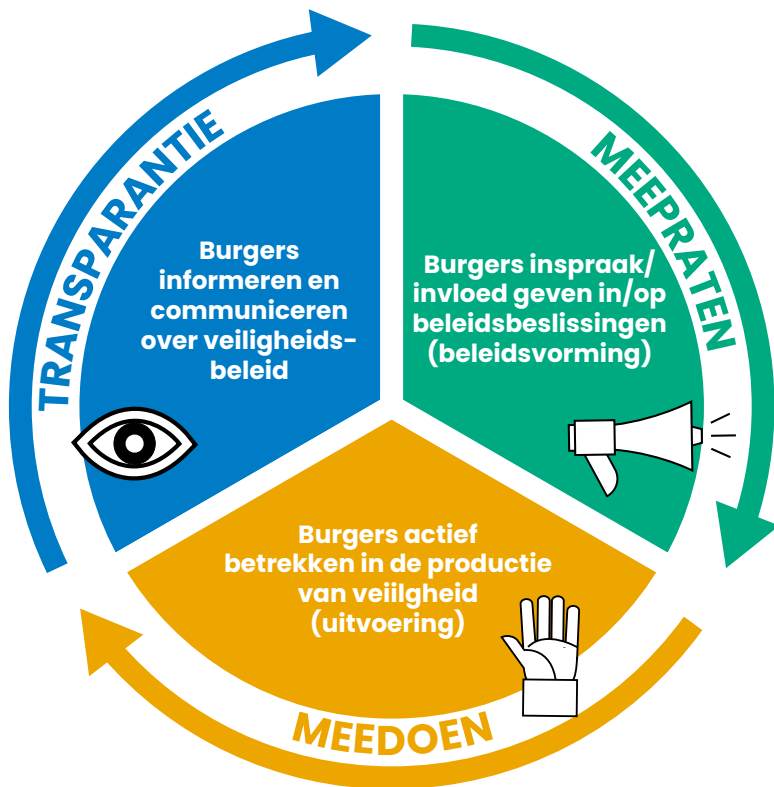 TRANSPARANTIE
Burgers
informeren en
communiceren
over veiligheids-
beleid
MEEPRATEN
Burgers inspraak/
invloed geven in/op
beleidsbeslissingen
(beleidsvorming)
Burgers actief
betrekken in de productie
van veiilgheid
(uitvoering)
MEEDOEN